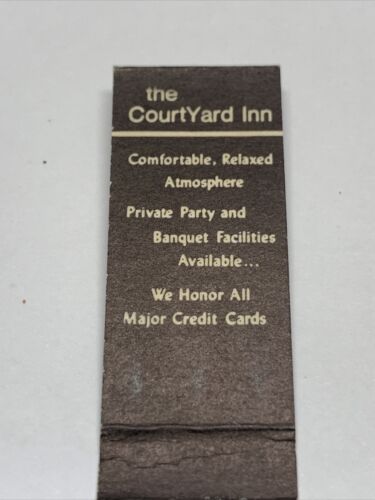 the
CourtYard Inn
Comfortable, Relaxed
Atmosphere
Private Party and
Banquet Facilities
Available...
We Honor All
Major Credit Cards